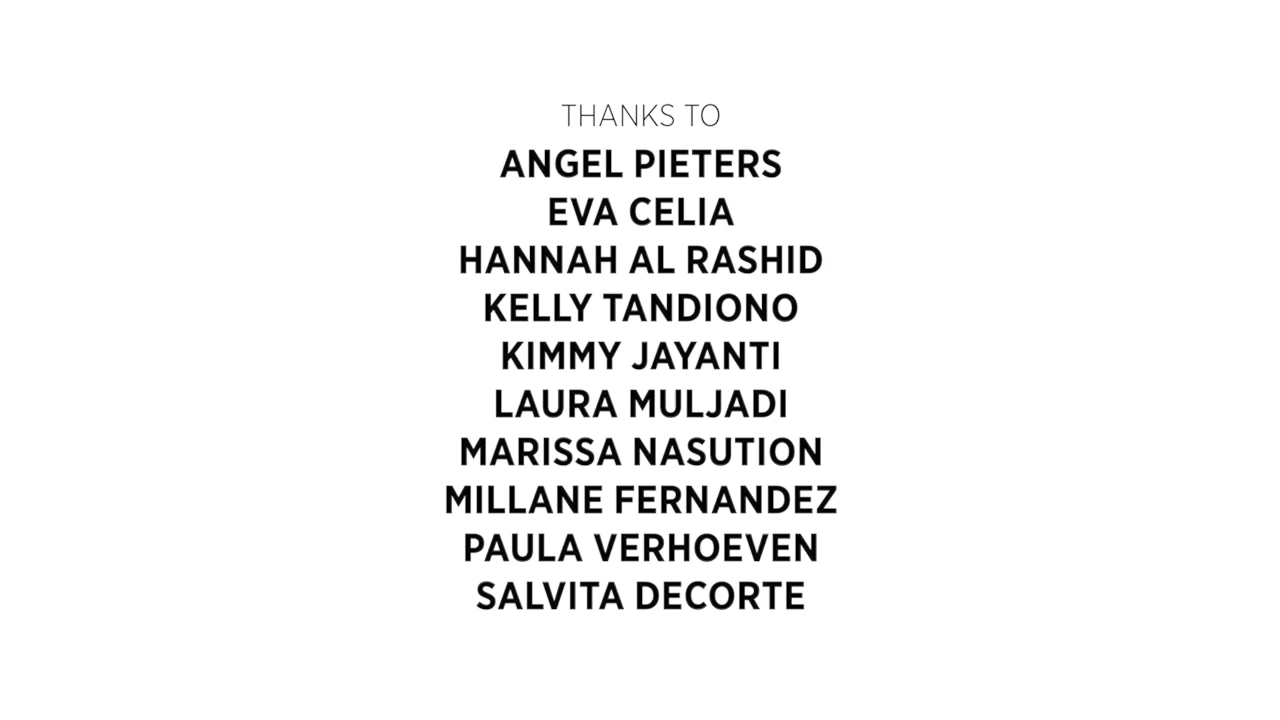 THANKS TO
ANGEL PIETERS
EVA CELIA
HANNAH AL RASHID
KELLY TANDIONO
KIMMY JAYANTI
LAURA MULJADI
MARISSA NASUTION
MILLANE FERNANDEZ
PAULA VERHOEVEN
SALVITA DECORTE